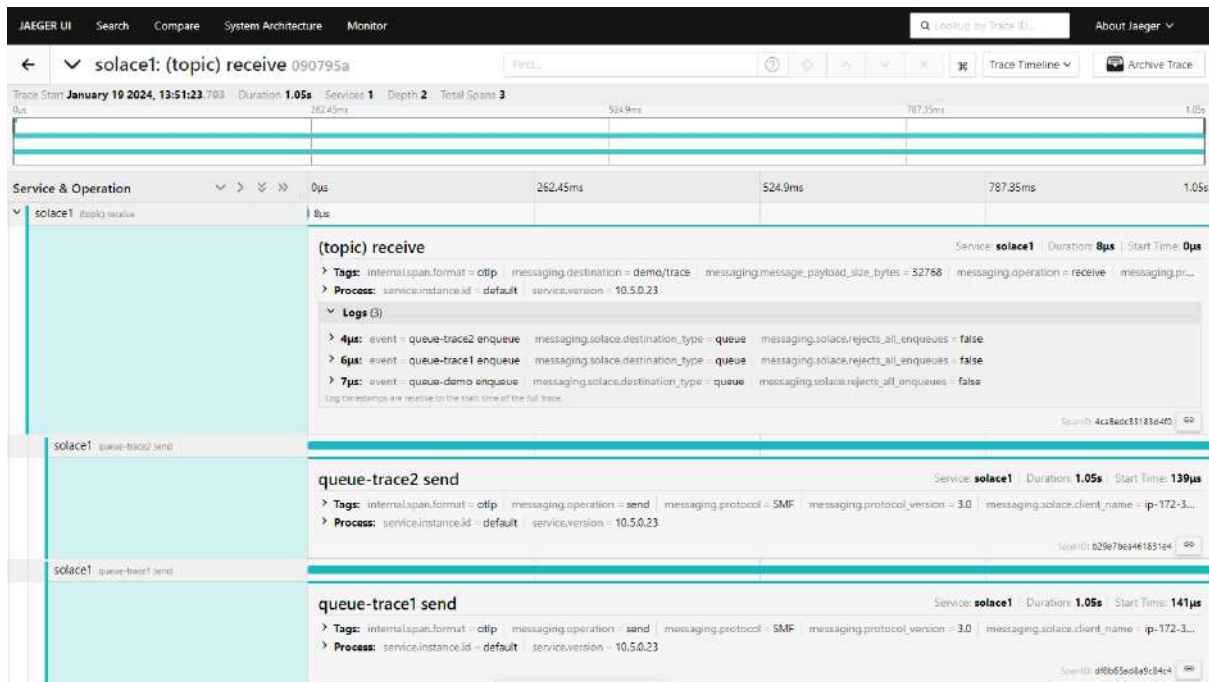 JAEGER UI Search Compare System Architecture Monitor Lookup by Trace ID... About Jaeger
solace1: (topic) receive 090795a Find... Trace Timeline Archive Trace
Trace Start January 19 2024, 13:51:23.703 Duration 1.05s Services 1 Depth 2 Total Spans 3
0μs 262.45ms 524.9ms 787.35ms 1.05s
Service & Operation 0μs 262.45ms 524.9ms 787.35ms 1.05s
solace1 (topic) receive 8μs
(topic) receive Service: solace1 Duration: 8μs Start Time: 0μs
Tags: internal.span.format = otlp messaging.destination = demo/trace messaging.message_payload_size_bytes = 32768 messaging.operation = receive messaging.pr...
Process: service.instance.id = default service.version = 10.5.0.23
Logs (3)
4μs: event = queue-trace2 enqueue messaging.solace.destination_type = queue messaging.solace.rejects_all_enqueues = false
6μs: event = queue-trace1 enqueue messaging.solace.destination_type = queue messaging.solace.rejects_all_enqueues = false
7μs: event = queue-demo enqueue messaging.solace.destination_type = queue messaging.solace.rejects_all_enqueues = false
Log timestamps are relative to the start time of the full trace.
SpanID:
solace1 queue-trace2 send
queue-trace2 send Service: solace1 Duration: 1.05s Start Time: 139μs
Tags: internal.span.format = otlp messaging.operation = send messaging.protocol = SMF messaging.protocol_version = 3.0 messaging.solace.client_name = ip-172-3...
Process: service.instance.id = default service.version = 10.5.0.23
SpanID: b29e7bea461831e4
solace1 queue-trace1 send
queue-trace1 send Service: solace1 Duration: 1.05s Start Time: 141μs
Tags: internal.span.format = otlp messaging.operation = send messaging.protocol = SMF messaging.protocol_version = 3.0 messaging.solace.client_name = ip-172-3...
Process: service.instance.id = default service.version = 10.5.0.23
SpanID: df8b65ad8a9c84c4